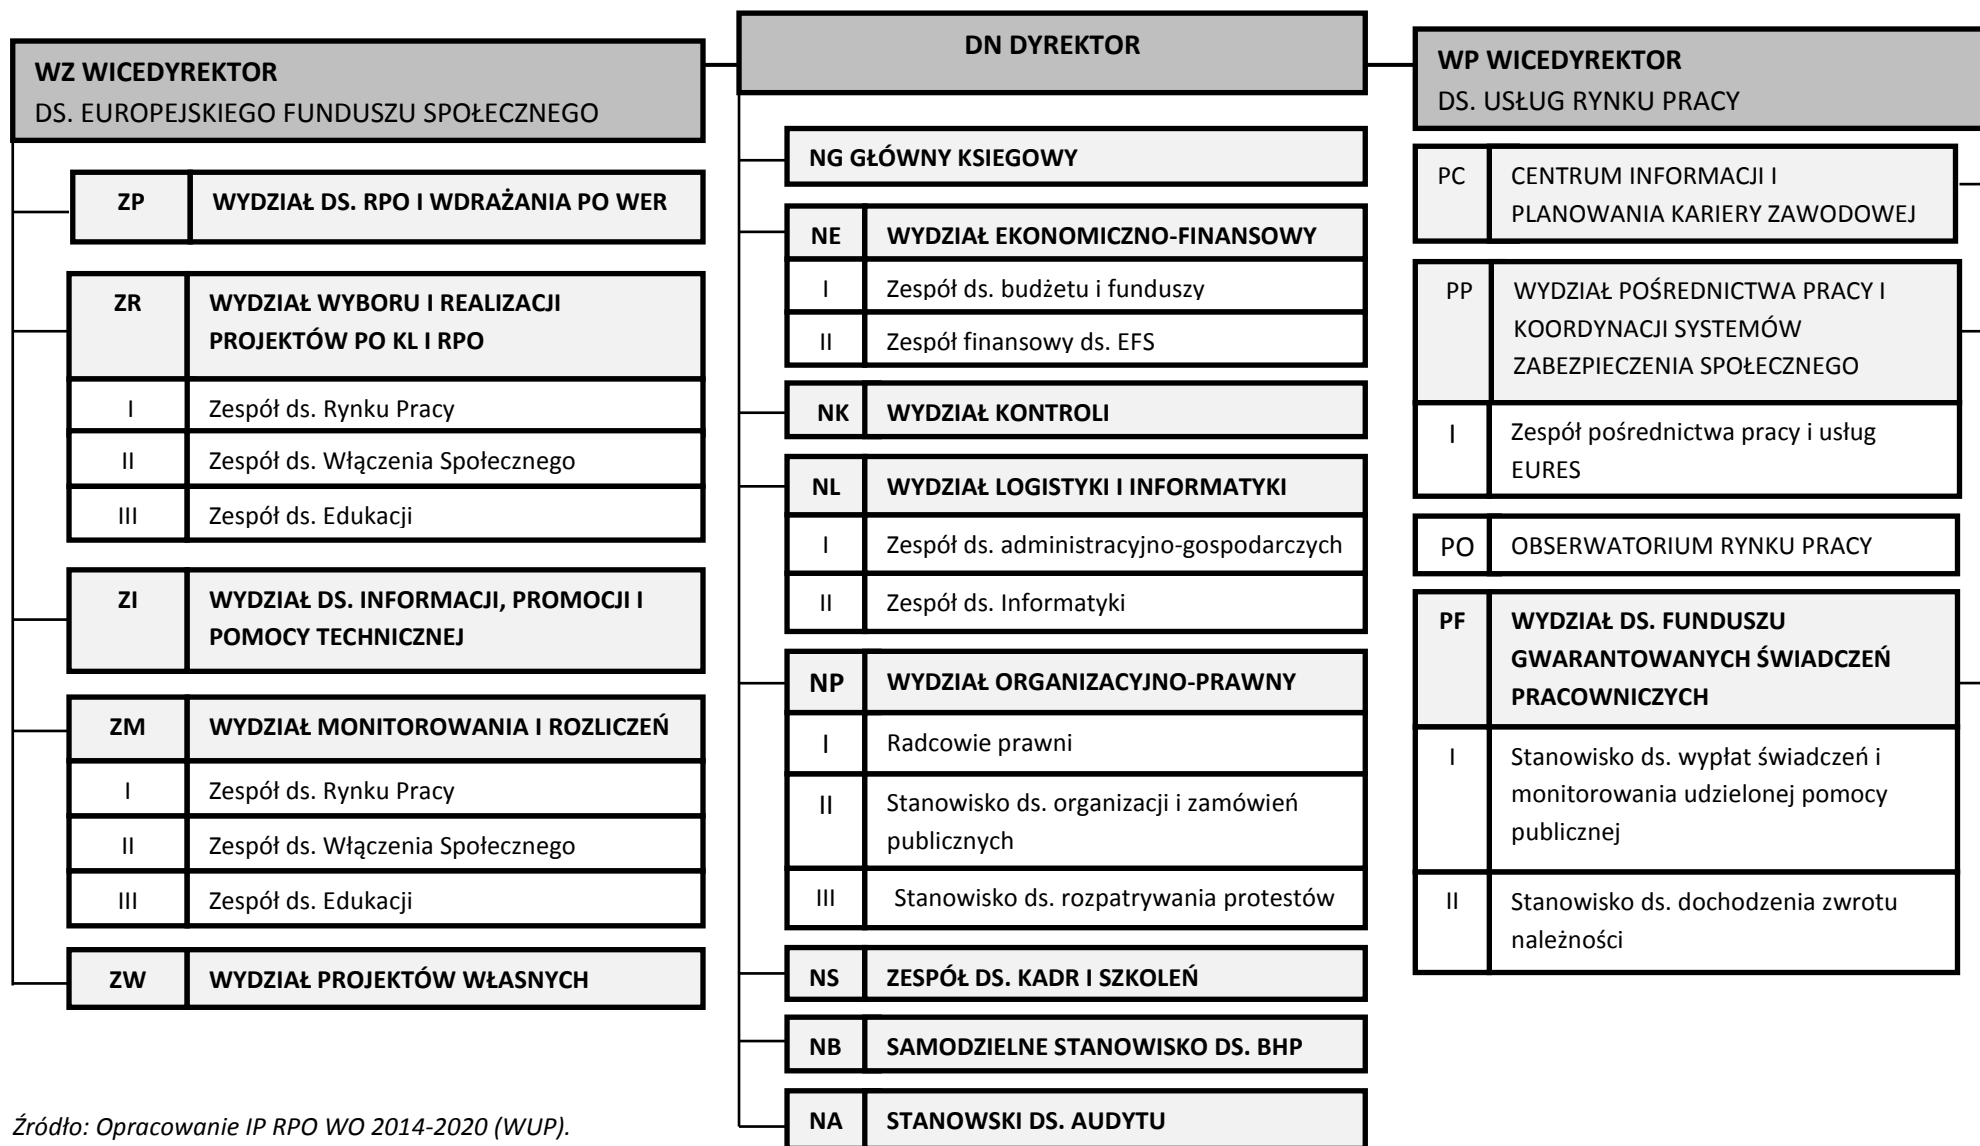 WZ WICEDYREKTOR
DS. EUROPEJSKIEGO FUNDUSZU SPOŁECZNEGO
ZP WYDZIAŁ DS. RPO I WDRAŻANIA PO WER
ZR WYDZIAŁ WYBORU I REALIZACJI
PROJEKTÓW PO KL I RPO
I Zespół ds. Rynku Pracy
II Zespół ds. Włączenia Społecznego
III Zespół ds. Edukacji
ZI WYDZIAŁ DS. INFORMACJI, PROMOCJI I
POMOCY TECHNICZNEJ
ZM WYDZIAŁ MONITOROWANIA I ROZLICZEŃ
I Zespół ds. Rynku Pracy
II Zespół ds. Włączenia Społecznego
III Zespół ds. Edukacji
ZW WYDZIAŁ PROJEKTÓW WŁASNYCH
DN DYREKTOR
NG GŁÓWNY KSIEGOWY
NE WYDZIAŁ EKONOMICZNO-FINANSOWY
I Zespół ds. budżetu i funduszy
II Zespół finansowy ds. EFS
NK WYDZIAŁ KONTROLI
NL WYDZIAŁ LOGISTYKI I INFORMATYKI
I Zespół ds. administracyjno-gospodarczych
II Zespół ds. Informatyki
NP WYDZIAŁ ORGANIZACYJNO-PRAWNY
I Radcowie prawni
II Stanowisko ds. organizacji i zamówień
publicznych
III Stanowisko ds. rozpatrywania protestów
NS ZESPÓŁ DS. KADR I SZKOLEŃ
NB SAMODZIELNE STANOWISKO DS. BHP
NA STANOWSKI DS. AUDYTU
WP WICEDYREKTOR
DS. USŁUG RYNKU PRACY
PC CENTRUM INFORMACJI I
PLANOWANIA KARIERY ZAWODOWEJ
PP WYDZIAŁ POŚREDNICTWA PRACY I
KOORDYNACJI SYSTEMÓW
ZABEZPIECZENIA SPOŁECZNEGO
I Zespół pośrednictwa pracy i usług
EURES
PO OBSERWATORIUM RYNKU PRACY
PF WYDZIAŁ DS. FUNDUSZU
GWARANTOWANYCH ŚWIADCZEŃ
PRACOWNICZYCH
I Stanowisko ds. wypłat świadczeń i
monitorowania udzielonej pomocy
publicznej
II Stanowisko ds. dochodzenia zwrotu
należności
Źródło: Opracowanie IP RPO WO 2014-2020 (WUP).